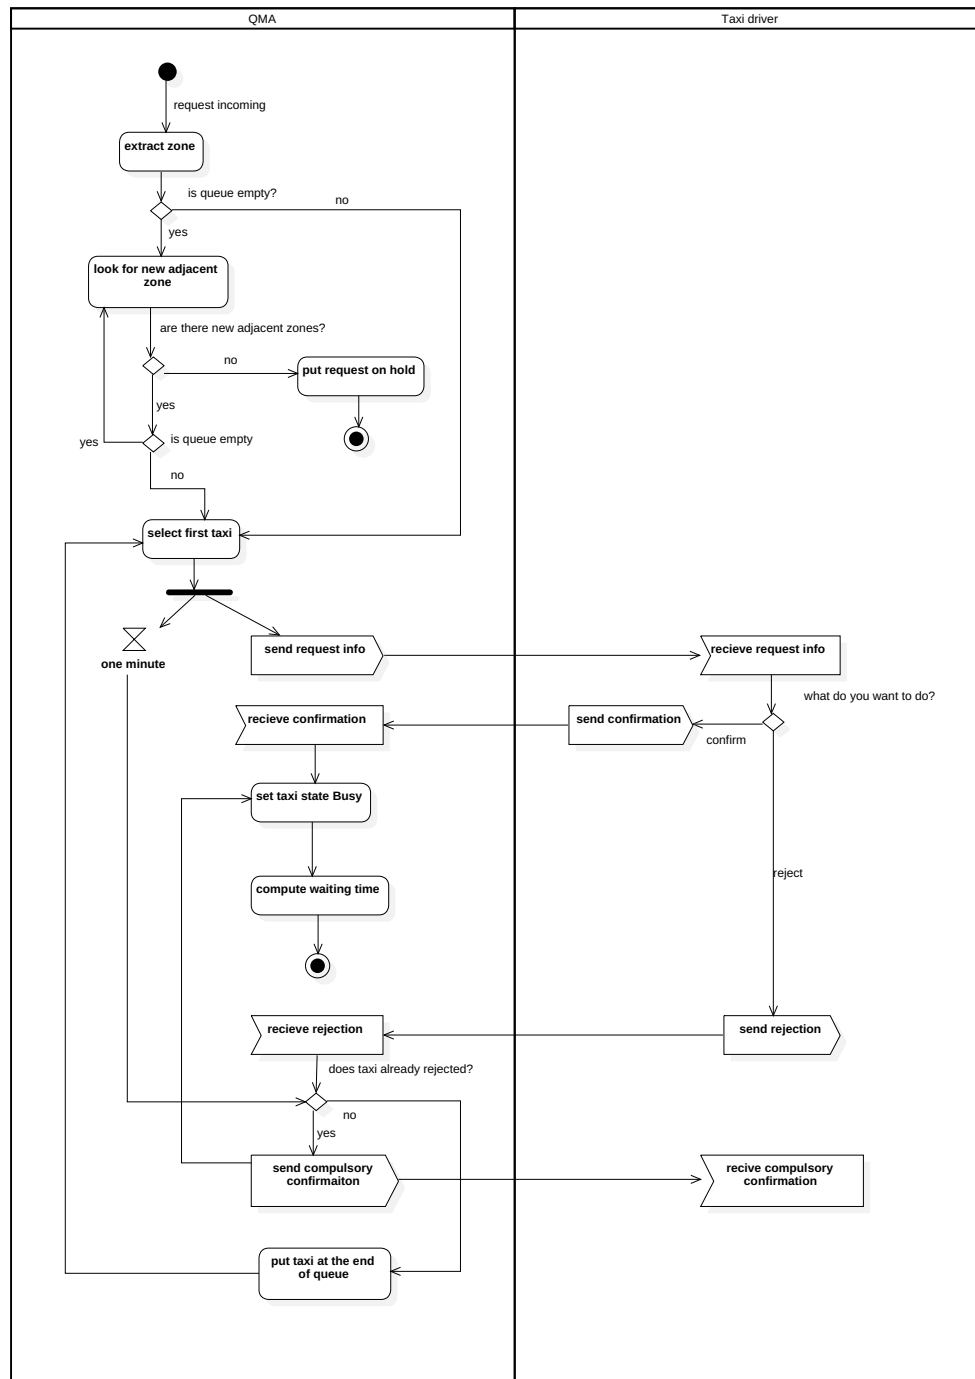 QMA
Taxi driver
request incoming
extract zone
is queue empty?
no
yes
look for new adjacent
zone
are there new adjacent zones?
no
put request on hold
yes
yes
is queue empty
no
select first taxi
one minute
send request info
recieve request info
what do you want to do?
recieve confirmation
send confirmation
confirm
set taxi state Busy
reject
compute waiting time
recieve rejection
send rejection
does taxi already rejected?
no
yes
send compulsory
confirmaiton
recive compulsory
confirmation
put taxi at the end
of queue